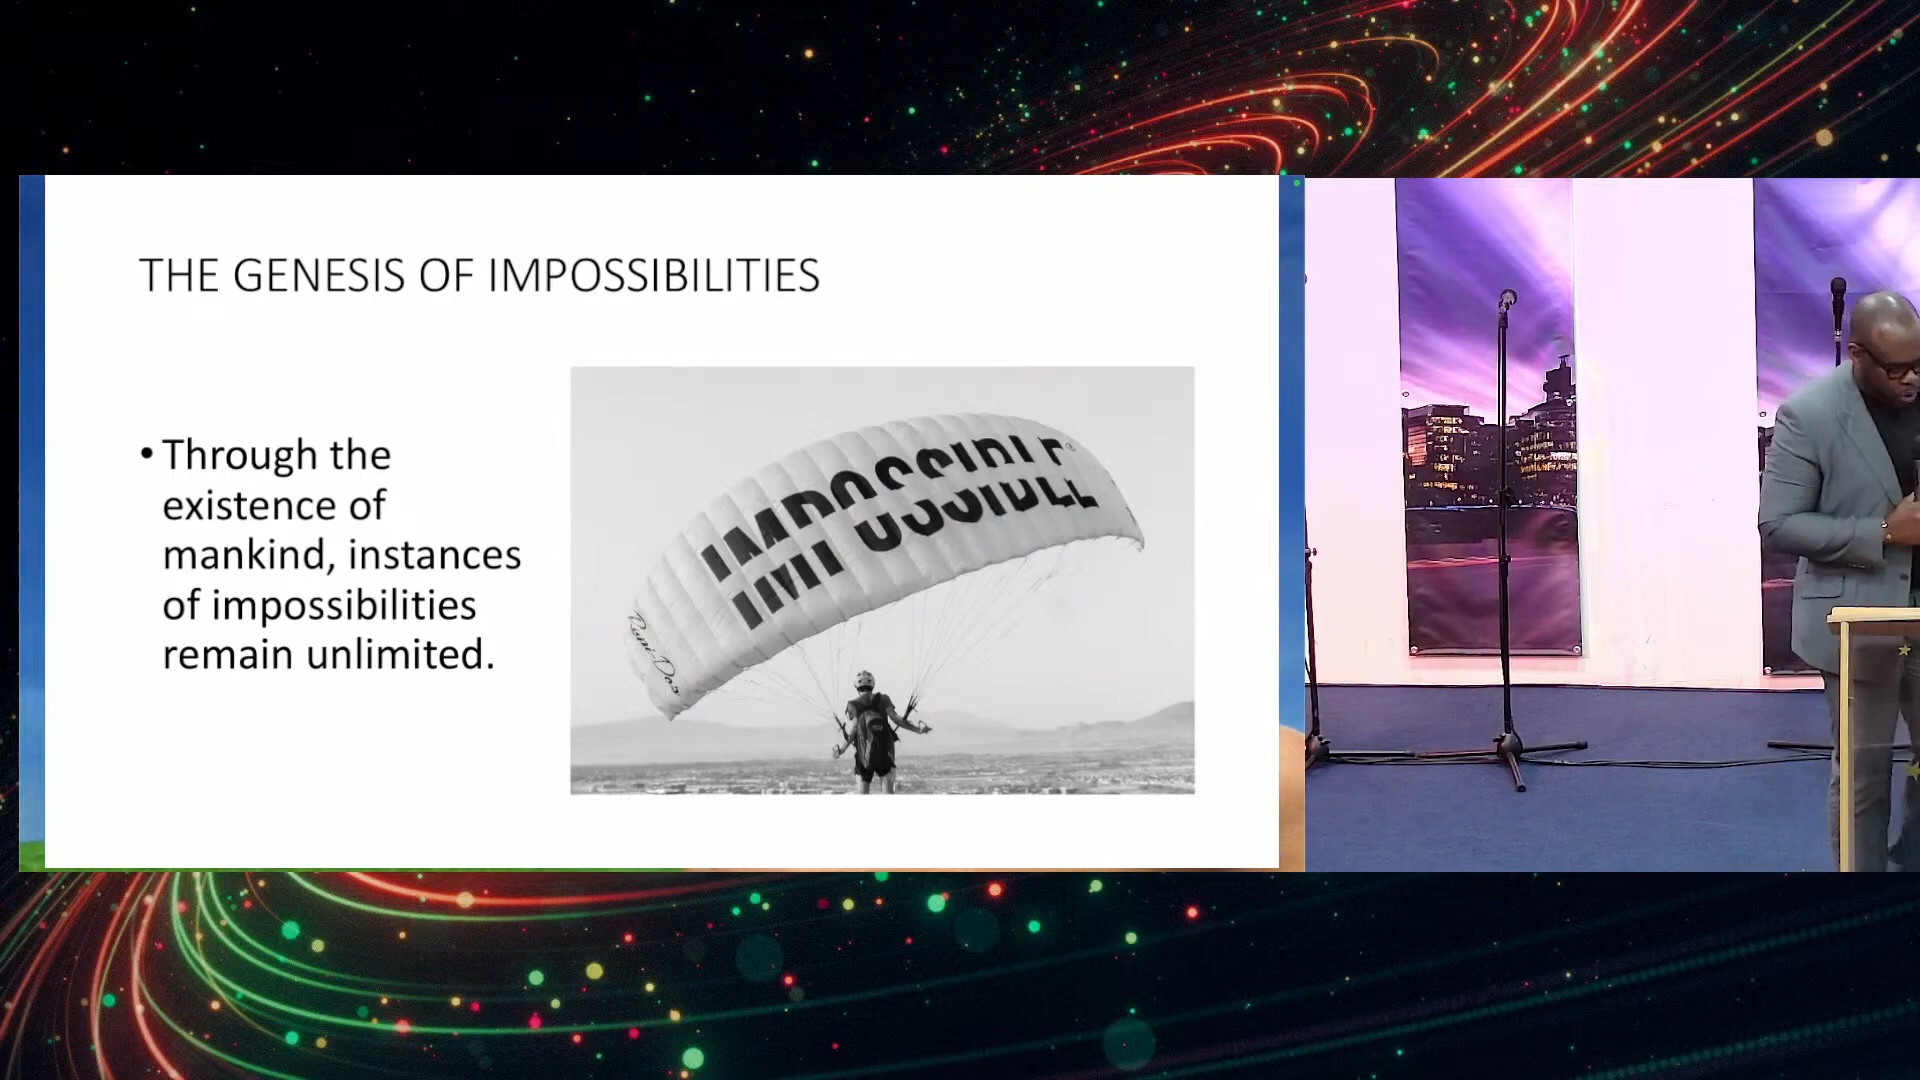 THE GENESIS OF IMPOSSIBILITIES
• Through the
existence of
mankind, instances
of impossibilities
remain unlimited.
IMPOSSIBLE